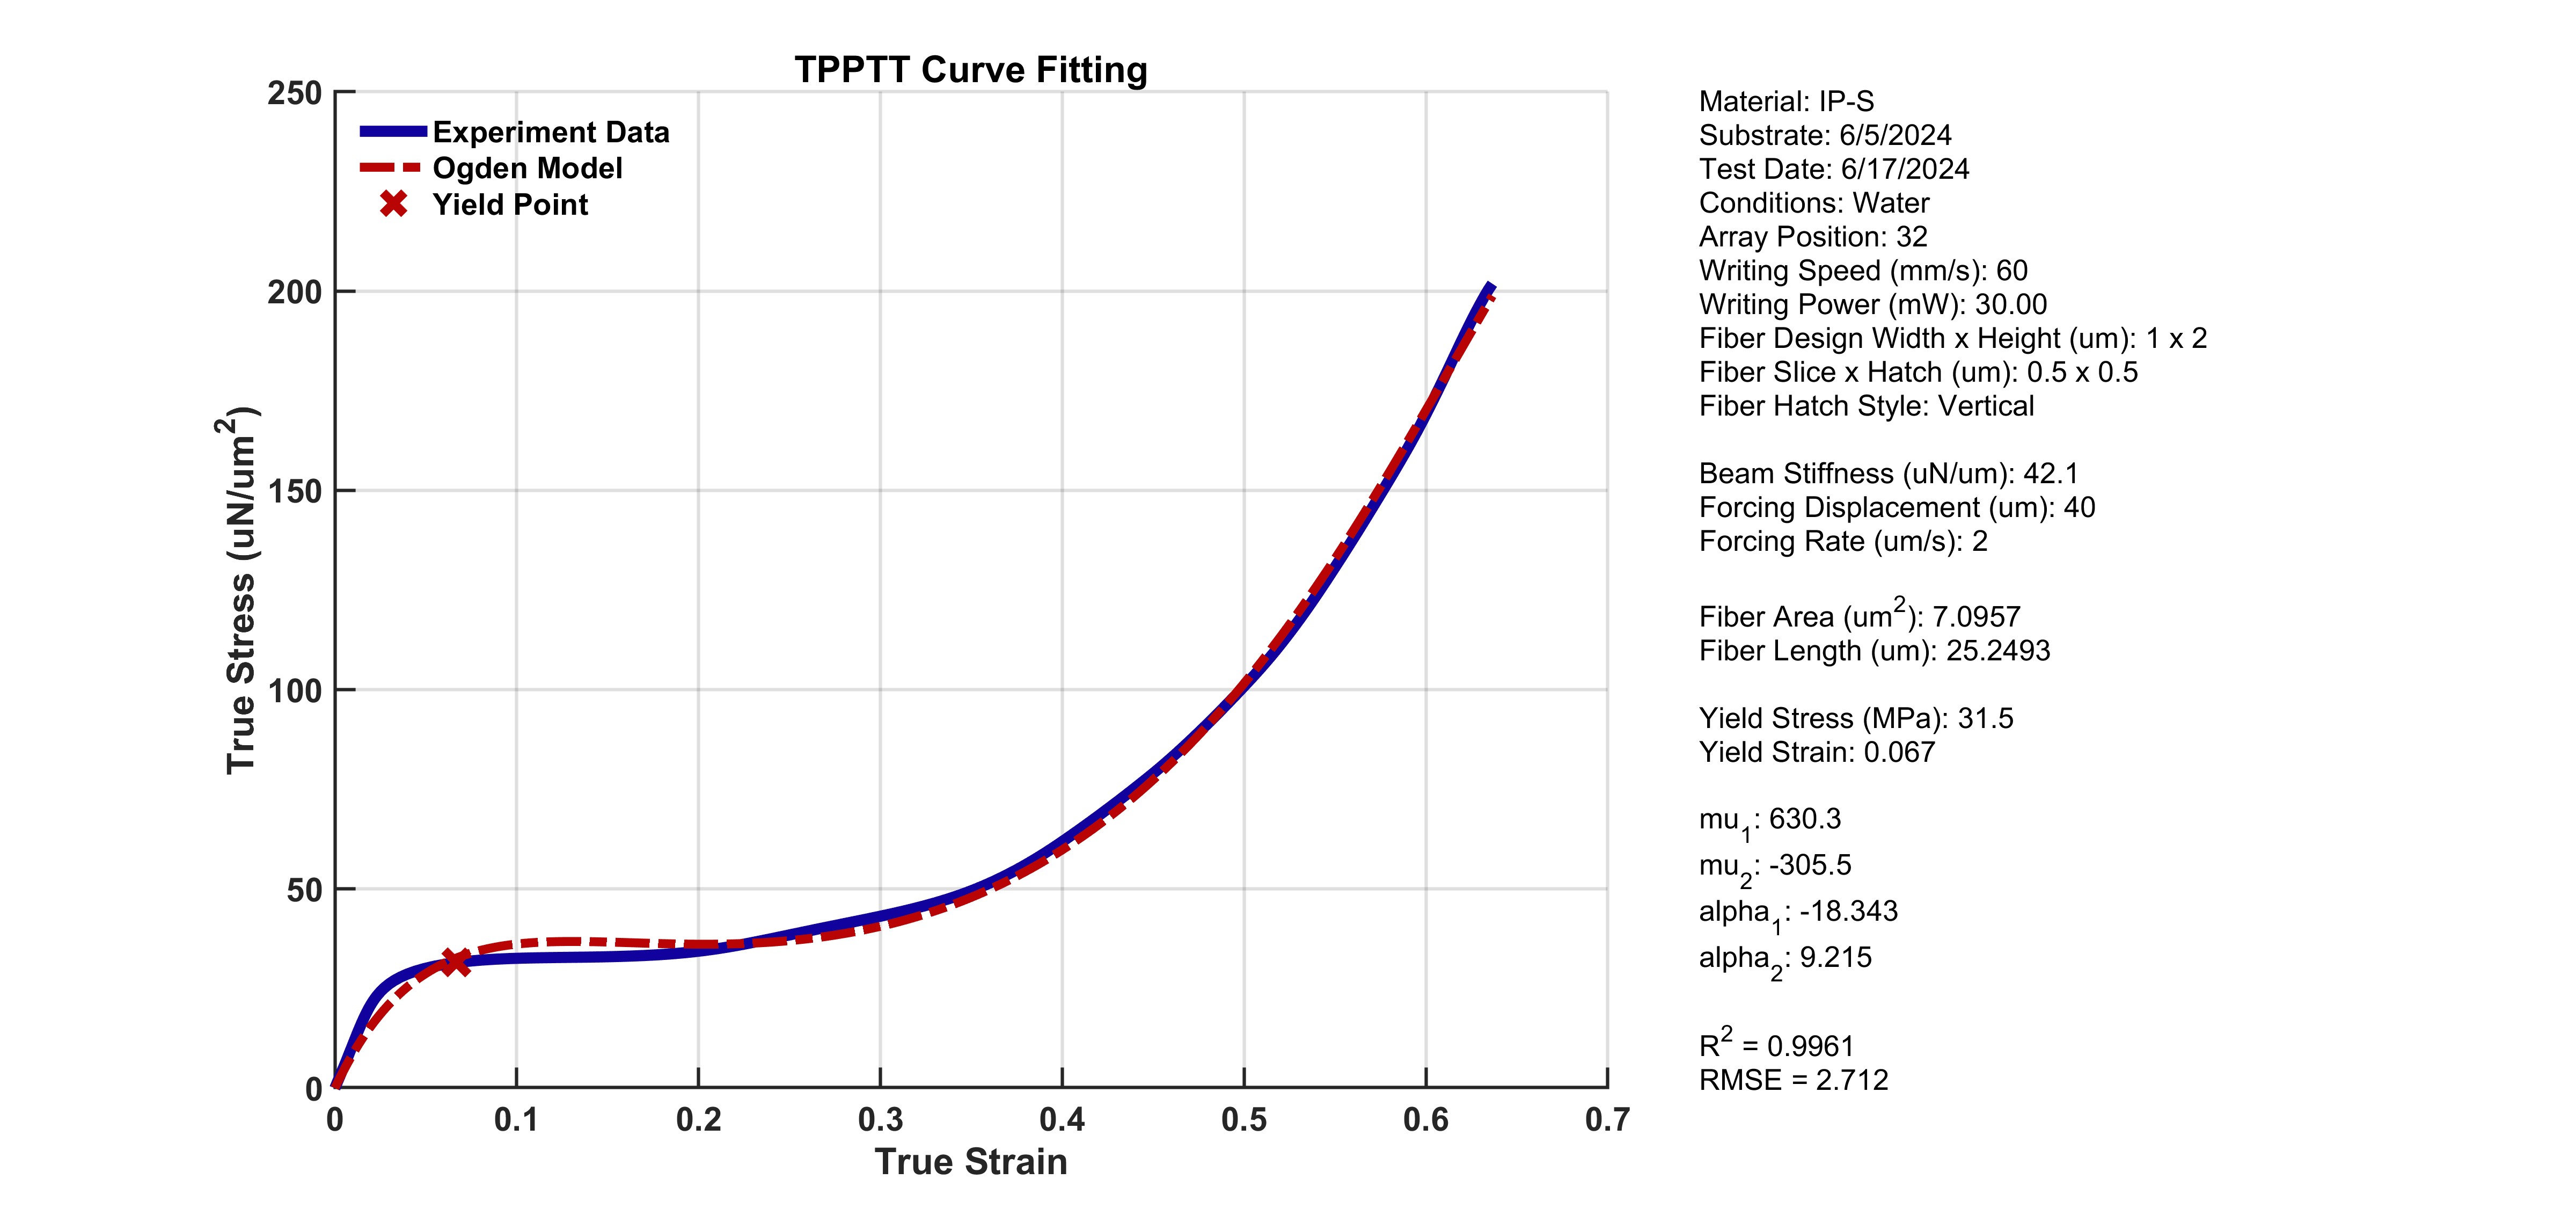 TPPTT Curve Fitting
250
200
150
100
50
0
True Stress (uN/um²)
Experiment Data
Ogden Model
Yield Point
0 0.1 0.2 0.3 0.4 0.5 0.6 0.7
True Strain
Material: IP-S
Substrate: 6/5/2024
Test Date: 6/17/2024
Conditions: Water
Array Position: 32
Writing Speed (mm/s): 60
Writing Power (mW): 30.00
Fiber Design Width x Height (um): 1 x 2
Fiber Slice x Hatch (um): 0.5 x 0.5
Fiber Hatch Style: Vertical
Beam Stiffness (uN/um): 42.1
Forcing Displacement (um): 40
Forcing Rate (um/s): 2
Fiber Area (um²): 7.0957
Fiber Length (um): 25.2493
Yield Stress (MPa): 31.5
Yield Strain: 0.067
mu₁: 630.3
mu₂: -305.5
alpha₁: -18.343
alpha₂: 9.215
R² = 0.9961
RMSE = 2.712